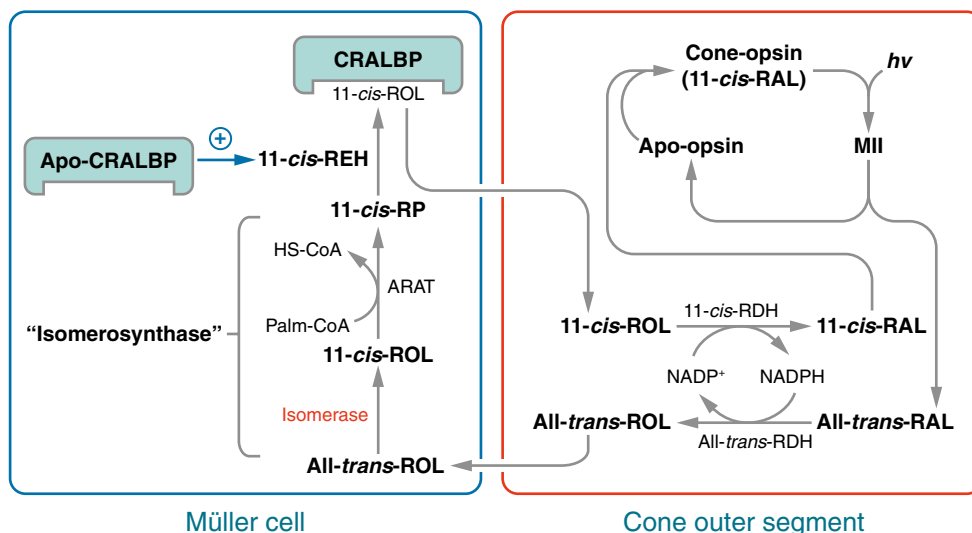 CRALBP
11-cis-ROL
Apo-CRALBP
+
11-cis-REH
11-cis-RP
HS-CoA
ARAT
"Isomerosynthase"
Palm-CoA
11-cis-ROL
Isomerase
All-trans-ROL
Müller cell
Cone-opsin
(11-cis-RAL)
hv
Apo-opsin
MII
11-cis-ROL
11-cis-RDH
11-cis-RAL
NADP⁺
NADPH
All-trans-ROL
All-trans-RDH
All-trans-RAL
Cone outer segment